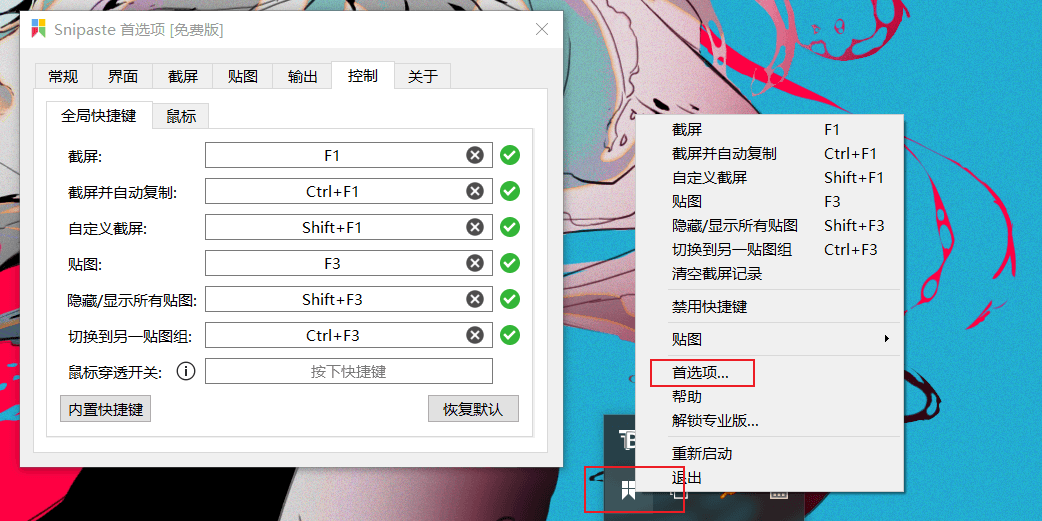 Snipaste 首选项 [免费版]
常规 界面 截屏 贴图 输出 控制 关于
全局快捷键 鼠标
截屏: F1
截屏并自动复制: Ctrl+F1
自定义截屏: Shift+F1
贴图: F3
隐藏/显示所有贴图: Shift+F3
切换到另一贴图组: Ctrl+F3
鼠标穿透开关: 按下快捷键
内置快捷键 恢复默认
截屏 F1
截屏并自动复制 Ctrl+F1
自定义截屏 Shift+F1
贴图 F3
隐藏/显示所有贴图 Shift+F3
切换到另一贴图组 Ctrl+F3
清空截屏记录
禁用快捷键
贴图
首选项...
帮助
解锁专业版...
重新启动
退出